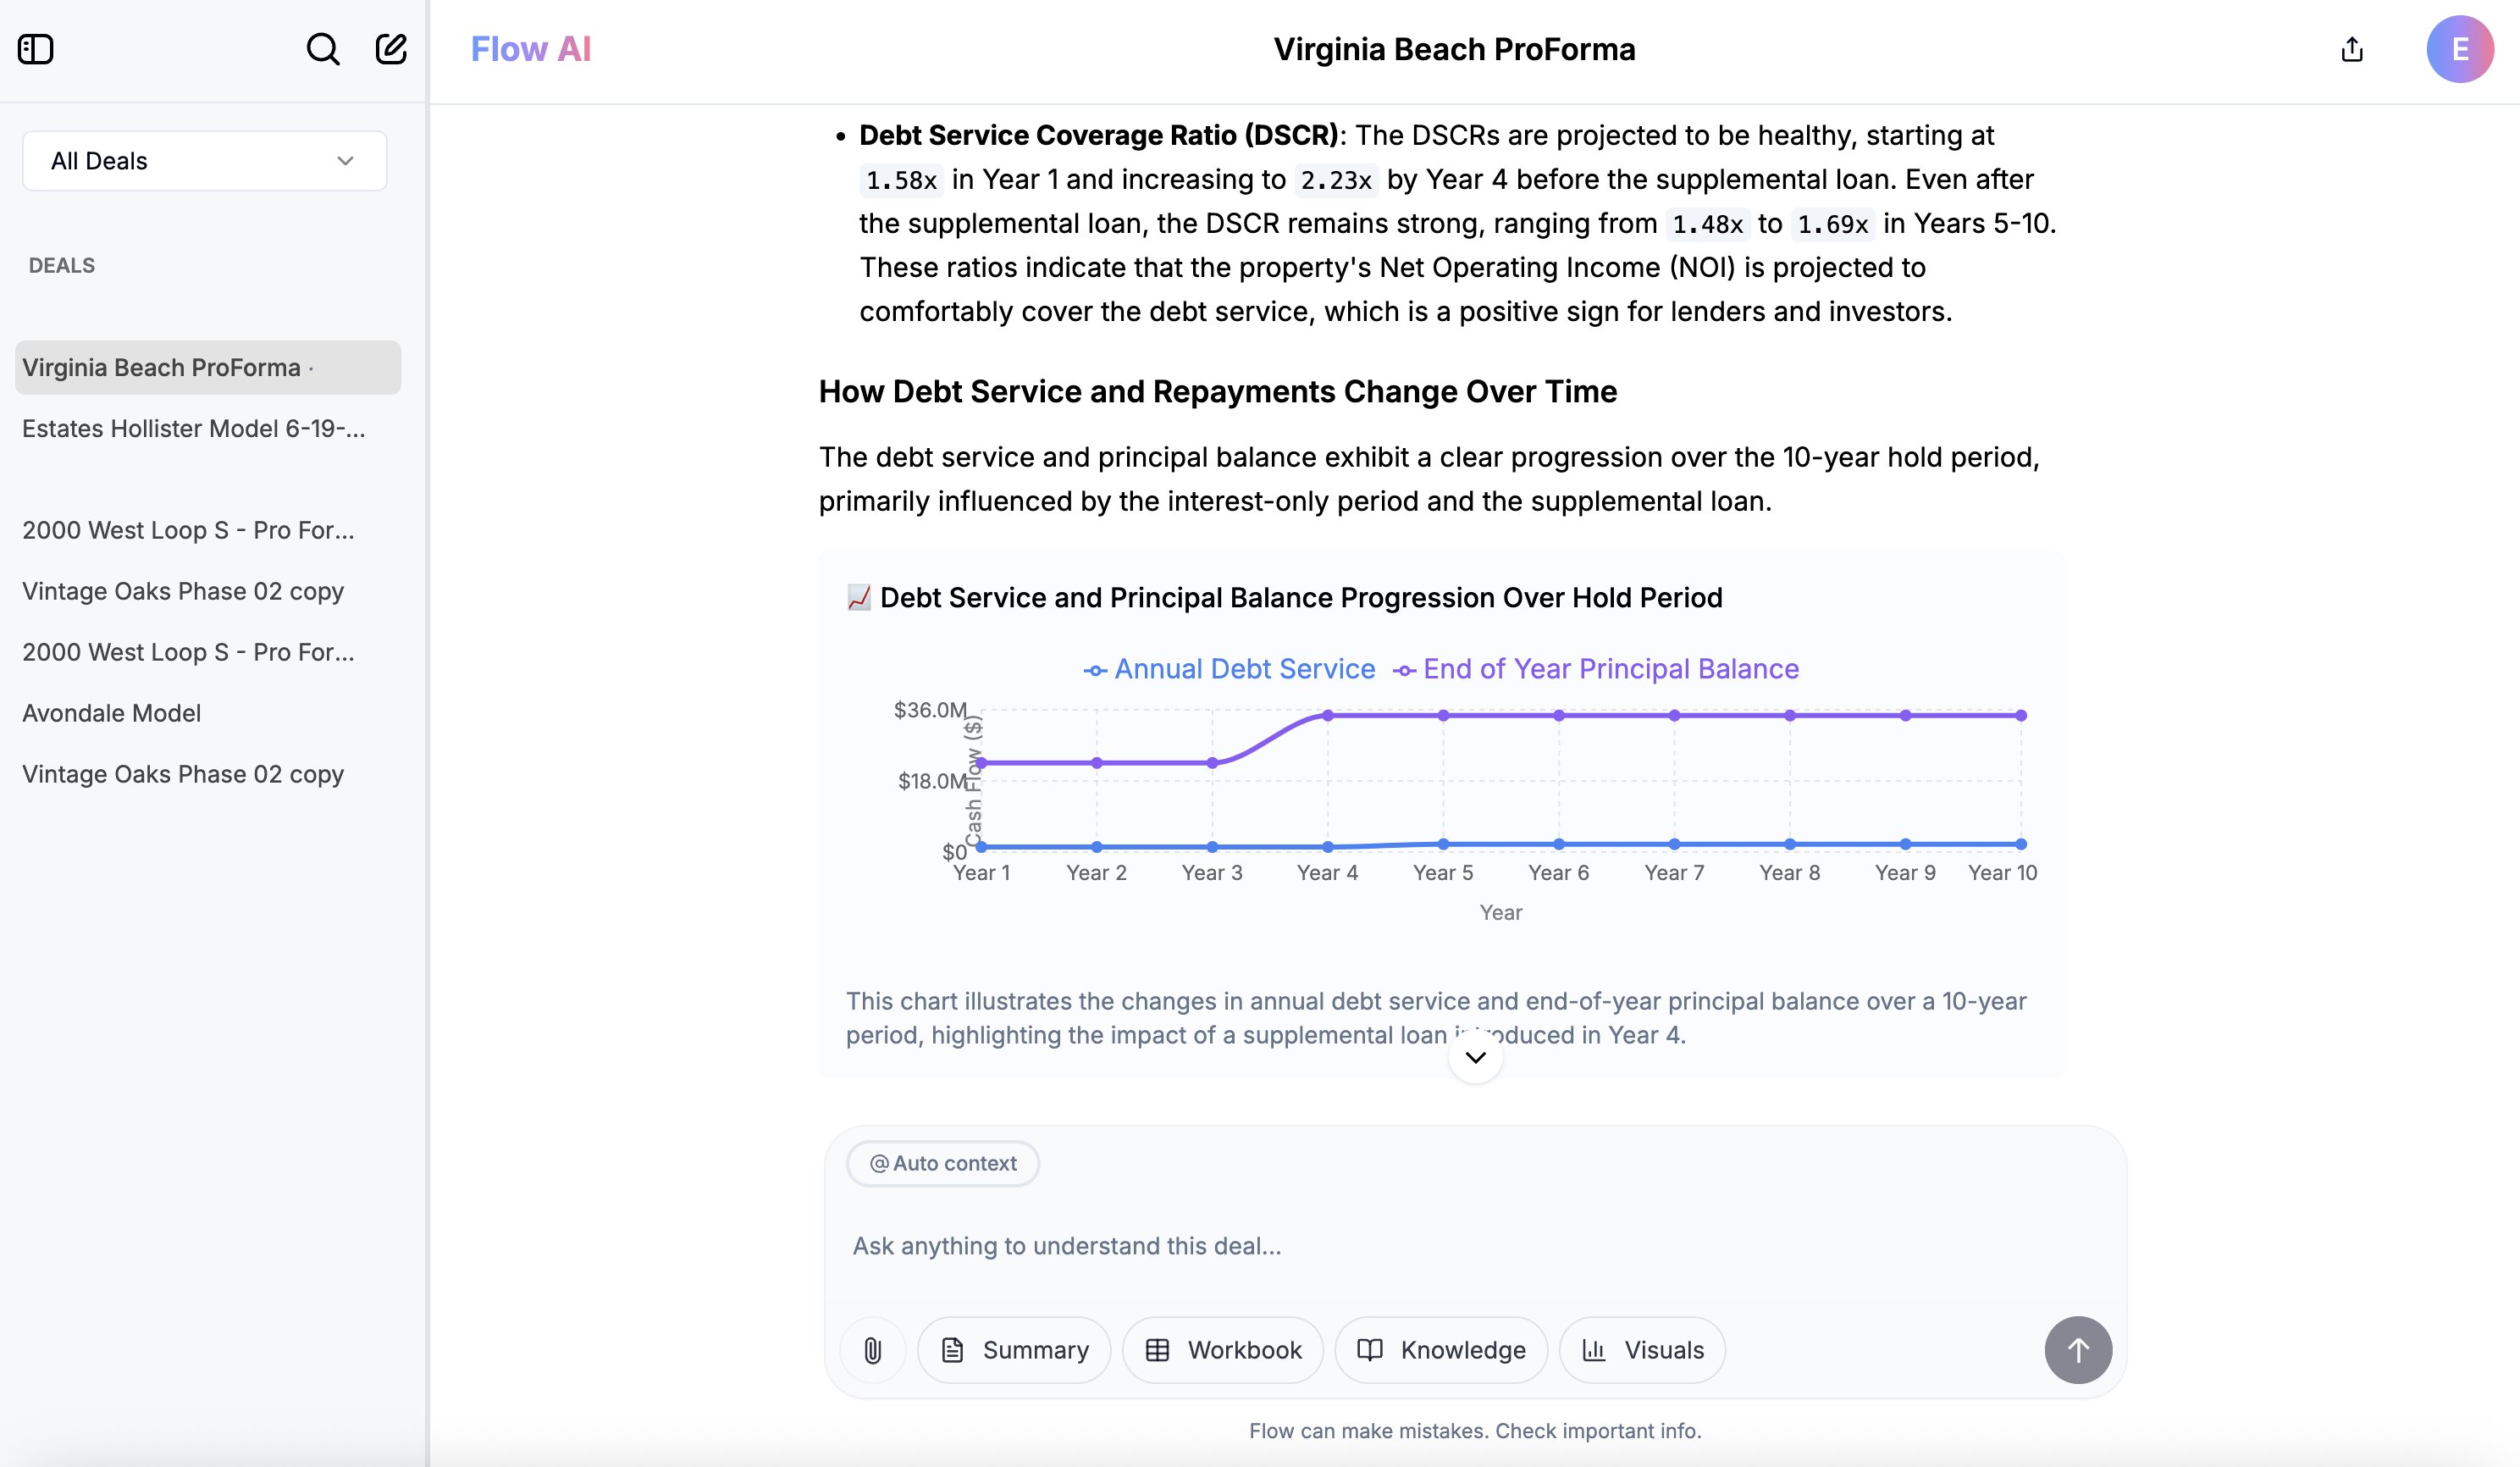 Flow AI
Virginia Beach ProForma
E
All Deals
DEALS
Virginia Beach ProForma ·
Estates Hollister Model 6-19-...
2000 West Loop S - Pro For...
Vintage Oaks Phase 02 copy
2000 West Loop S - Pro For...
Avondale Model
Vintage Oaks Phase 02 copy
• Debt Service Coverage Ratio (DSCR): The DSCRs are projected to be healthy, starting at
1.58x in Year 1 and increasing to 2.23x by Year 4 before the supplemental loan. Even after
the supplemental loan, the DSCR remains strong, ranging from 1.48x to 1.69x in Years 5-10.
These ratios indicate that the property's Net Operating Income (NOI) is projected to
comfortably cover the debt service, which is a positive sign for lenders and investors.
How Debt Service and Repayments Change Over Time
The debt service and principal balance exhibit a clear progression over the 10-year hold period,
primarily influenced by the interest-only period and the supplemental loan.
📈 Debt Service and Principal Balance Progression Over Hold Period
Annual Debt Service End of Year Principal Balance
$36.0M
$18.0M
$0
Cash Flow ($)
Year 1 Year 2 Year 3 Year 4 Year 5 Year 6 Year 7 Year 8 Year 9 Year 10
Year
This chart illustrates the changes in annual debt service and end-of-year principal balance over a 10-year
period, highlighting the impact of a supplemental loan introduced in Year 4.
@ Auto context
Ask anything to understand this deal...
Summary Workbook Knowledge Visuals
Flow can make mistakes. Check important info.